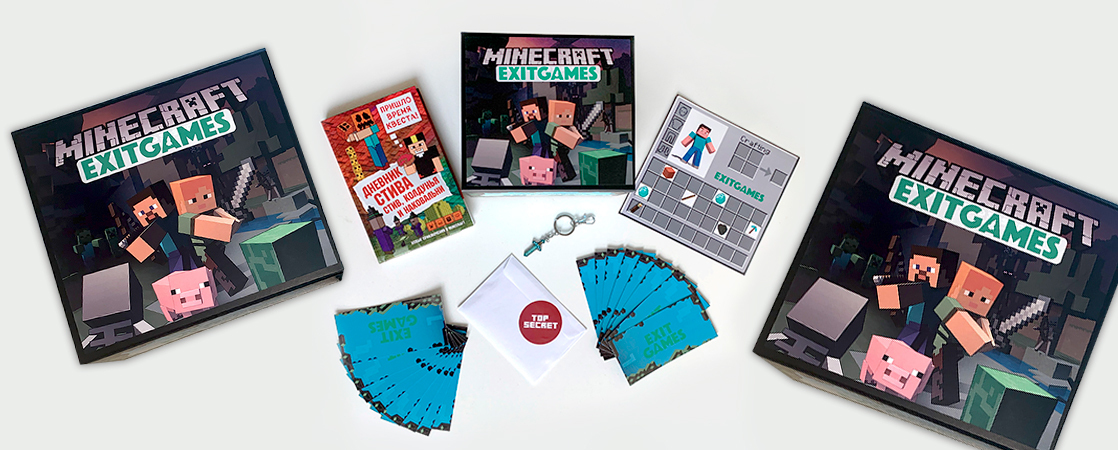 MINECRAFT
EXITGAMES
ПРИШЛО
ВРЕМЯ
КВЕСТА!
ДНЕВНИК
СТИВА
СТИВ, КОЛДУНЬЯ
И НАКОВАЛЬНИ
MINECRAFT
EXITGAMES
Crafting
EXITGAMES
MINECRAFT
EXITGAMES
EXIT
GAMES
TOP
SECRET
EXIT
GAMES